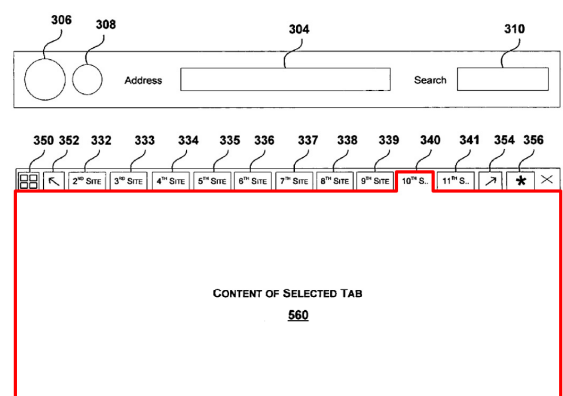 306 308 304 310
Address Search
350 352 332 333 334 335 336 337 338 339 340 341 354 356
2ND SITE 3RD SITE 4TH SITE 5TH SITE 6TH SITE 7TH SITE 8TH SITE 9TH SITE 10TH S.. 11TH S.. *
CONTENT OF SELECTED TAB
560